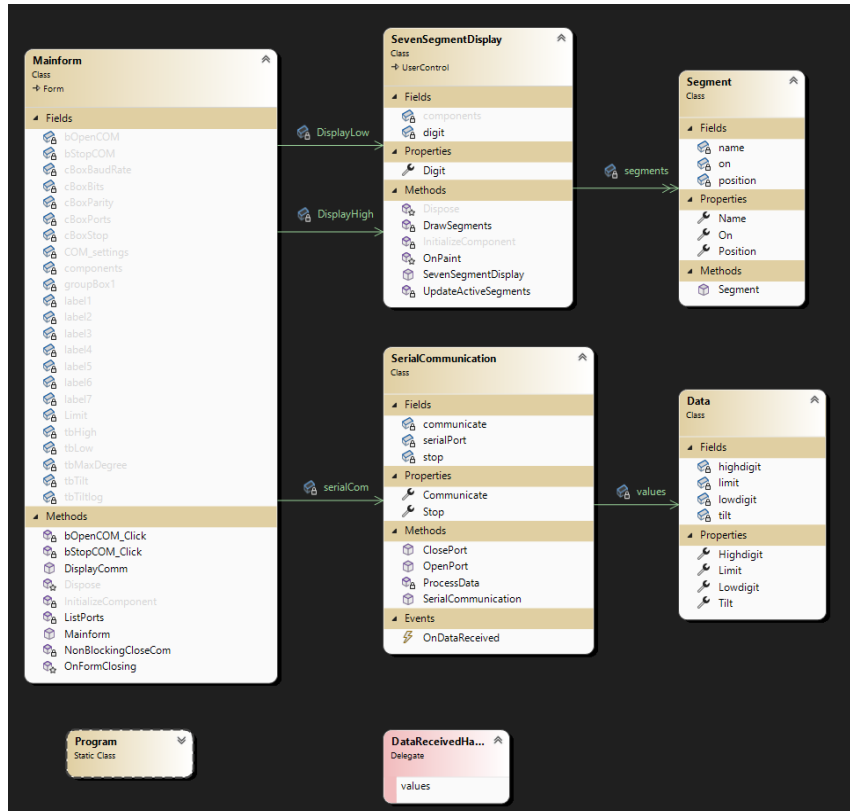 Mainform
Class
Form
Fields
bOpenCOM
bStopCOM
cBoxBaudRate
cBoxBits
cBoxParity
cBoxPorts
cBoxStop
COM_settings
components
groupBox1
label1
label2
label3
label4
label5
label6
label7
Limit
tbHigh
tbLow
tbMaxDegree
tbTilt
tbTiltlog
Methods
bOpenCOM_Click
bStopCOM_Click
DisplayComm
Dispose
InitializeComponent
ListPorts
Mainform
NonBlockingCloseCom
OnFormClosing
DisplayLow
DisplayHigh
serialCom
SevenSegmentDisplay
Class
UserControl
Fields
components
digit
Properties
Digit
Methods
Dispose
DrawSegments
InitializeComponent
OnPaint
SevenSegmentDisplay
UpdateActiveSegments
segments
Segment
Class
Fields
name
on
position
Properties
Name
On
Position
Methods
Segment
SerialCommunication
Class
Fields
communicate
serialPort
stop
Properties
Communicate
Stop
Methods
ClosePort
OpenPort
ProcessData
SerialCommunication
Events
OnDataReceived
values
Data
Class
Fields
highdigit
limit
lowdigit
tilt
Properties
Highdigit
Limit
Lowdigit
Tilt
Program
Static Class
DataReceivedHa...
Delegate
values